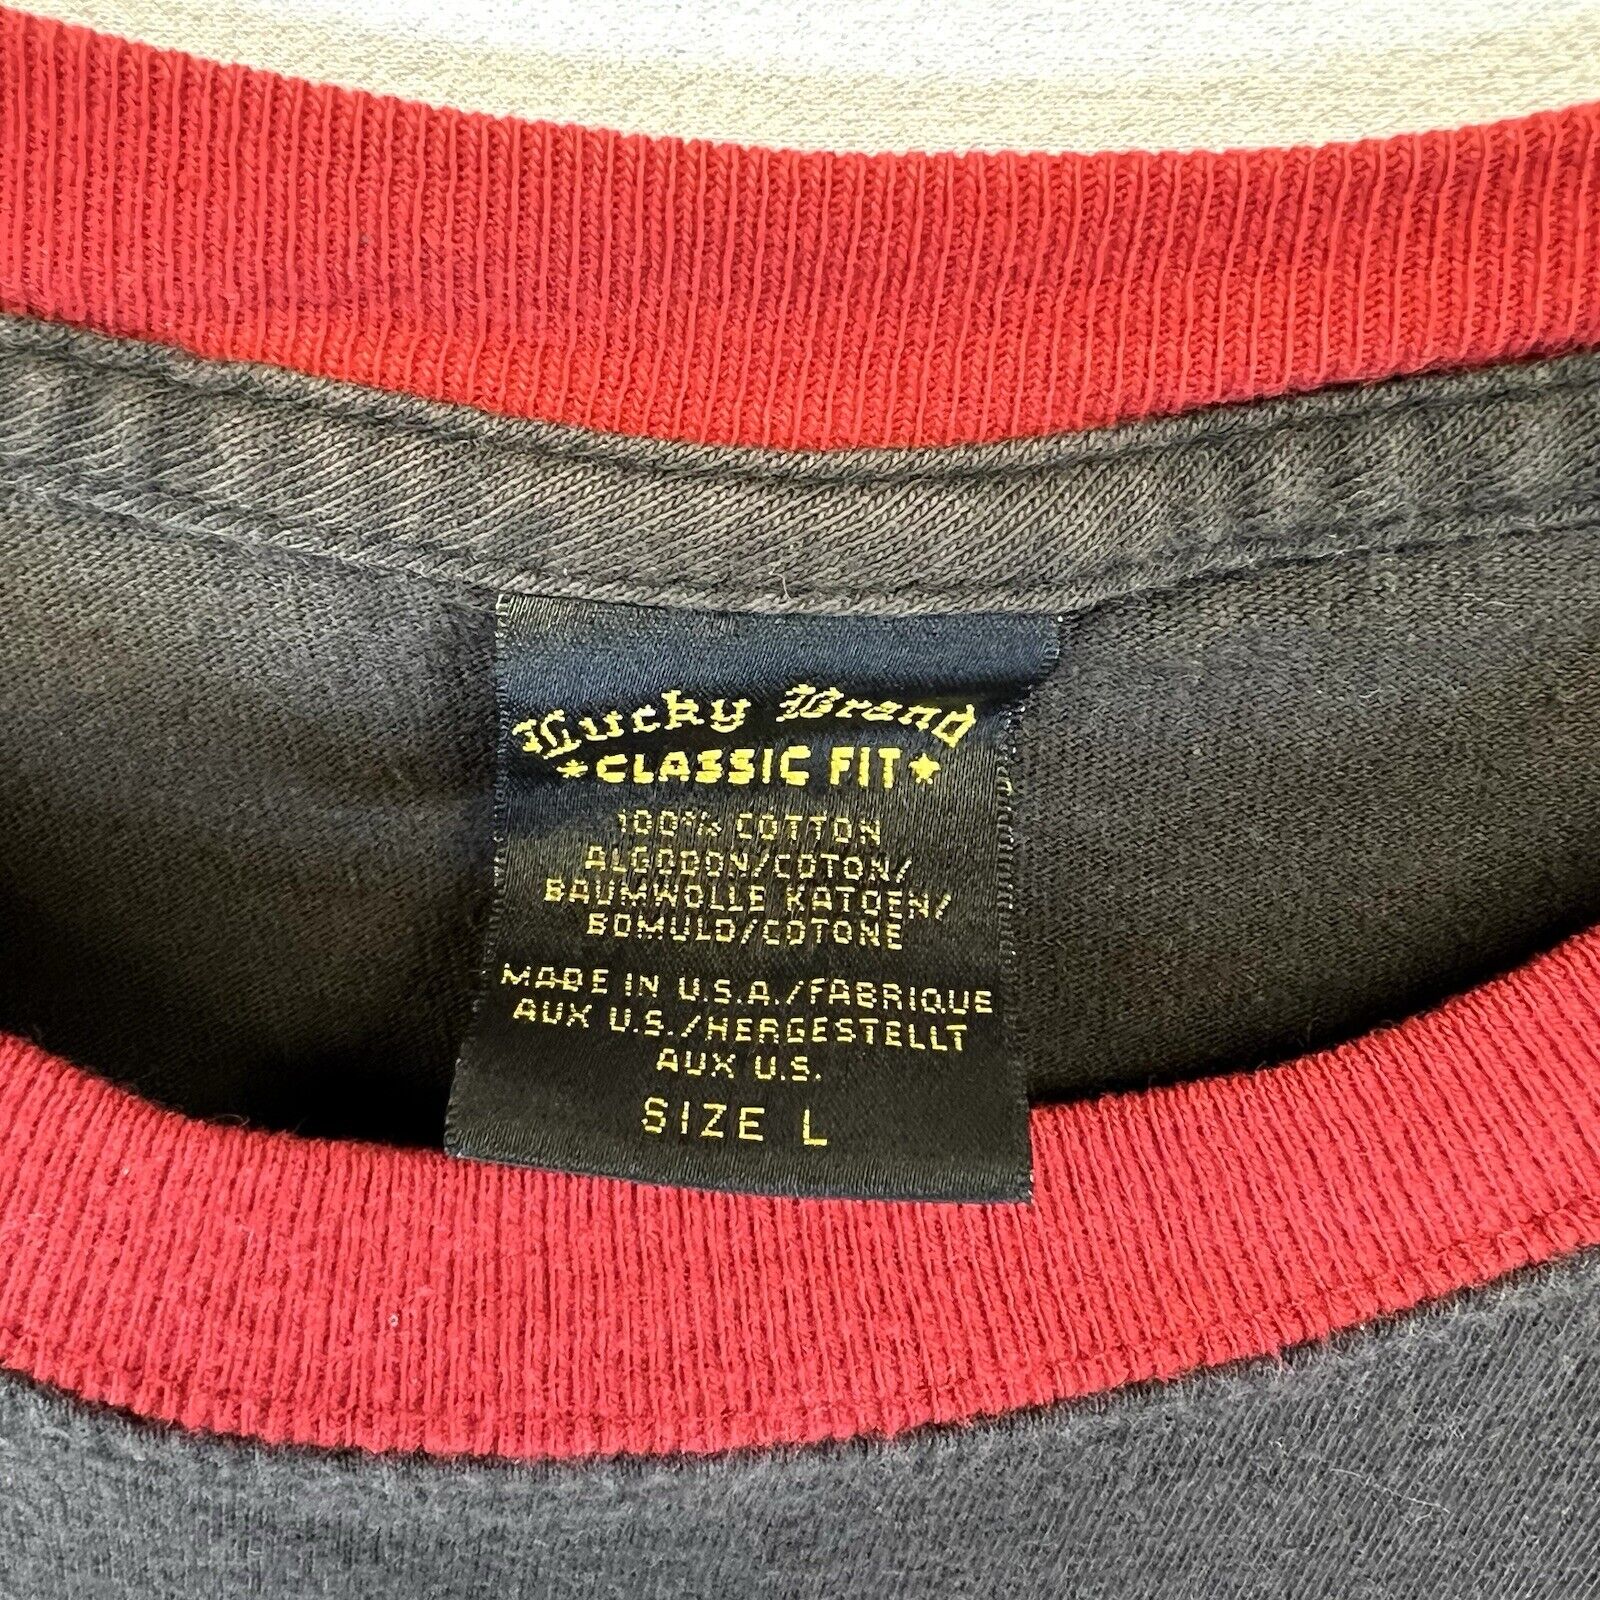 Lucky Brand
★CLASSIC FIT★
100% COTTON
ALGODON/COTON/
BAUMWOLLE KATOEN/
BOMULD/COTONE
MADE IN U.S.A./FABRIQUE
AUX U.S./HERGESTELLT
AUX U.S.
SIZE L